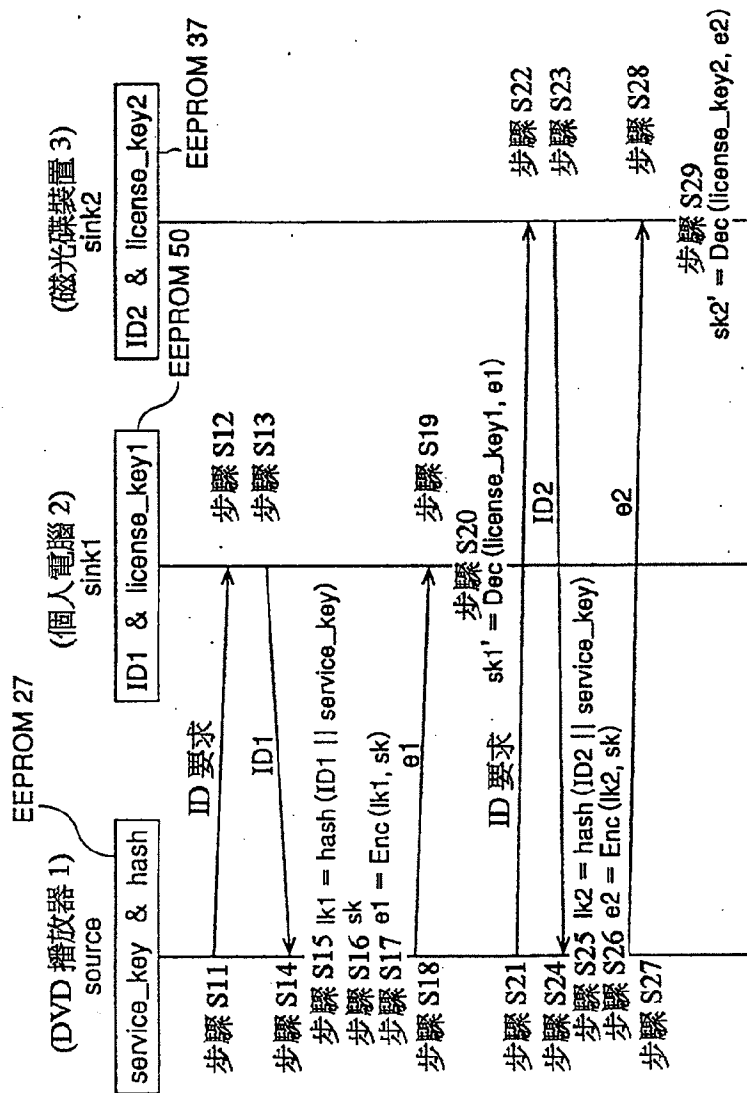 EEPROM 27
(DVD 播放器 1)
source
service_key & hash
(個人電腦 2)
sink1
ID1 & license_key1
EEPROM 50
(磁光碟裝置 3)
sink2
ID2 & license_key2
EEPROM 37
步驟 S11
ID 要求
步驟 S12
步驟 S13
ID1
步驟 S14
步驟 S15 lk1 = hash (ID1 || service_key)
步驟 S16 sk
步驟 S17 e1 = Enc (lk1, sk)
步驟 S18
e1
步驟 S19
步驟 S20
sk1' = Dec (license_key1, e1)
步驟 S21
ID 要求
步驟 S22
步驟 S23
ID2
步驟 S24
步驟 S25 lk2 = hash (ID2 || service_key)
步驟 S26 e2 = Enc (lk2, sk)
步驟 S27
e2
步驟 S28
步驟 S29
sk2' = Dec (license_key2, e2)